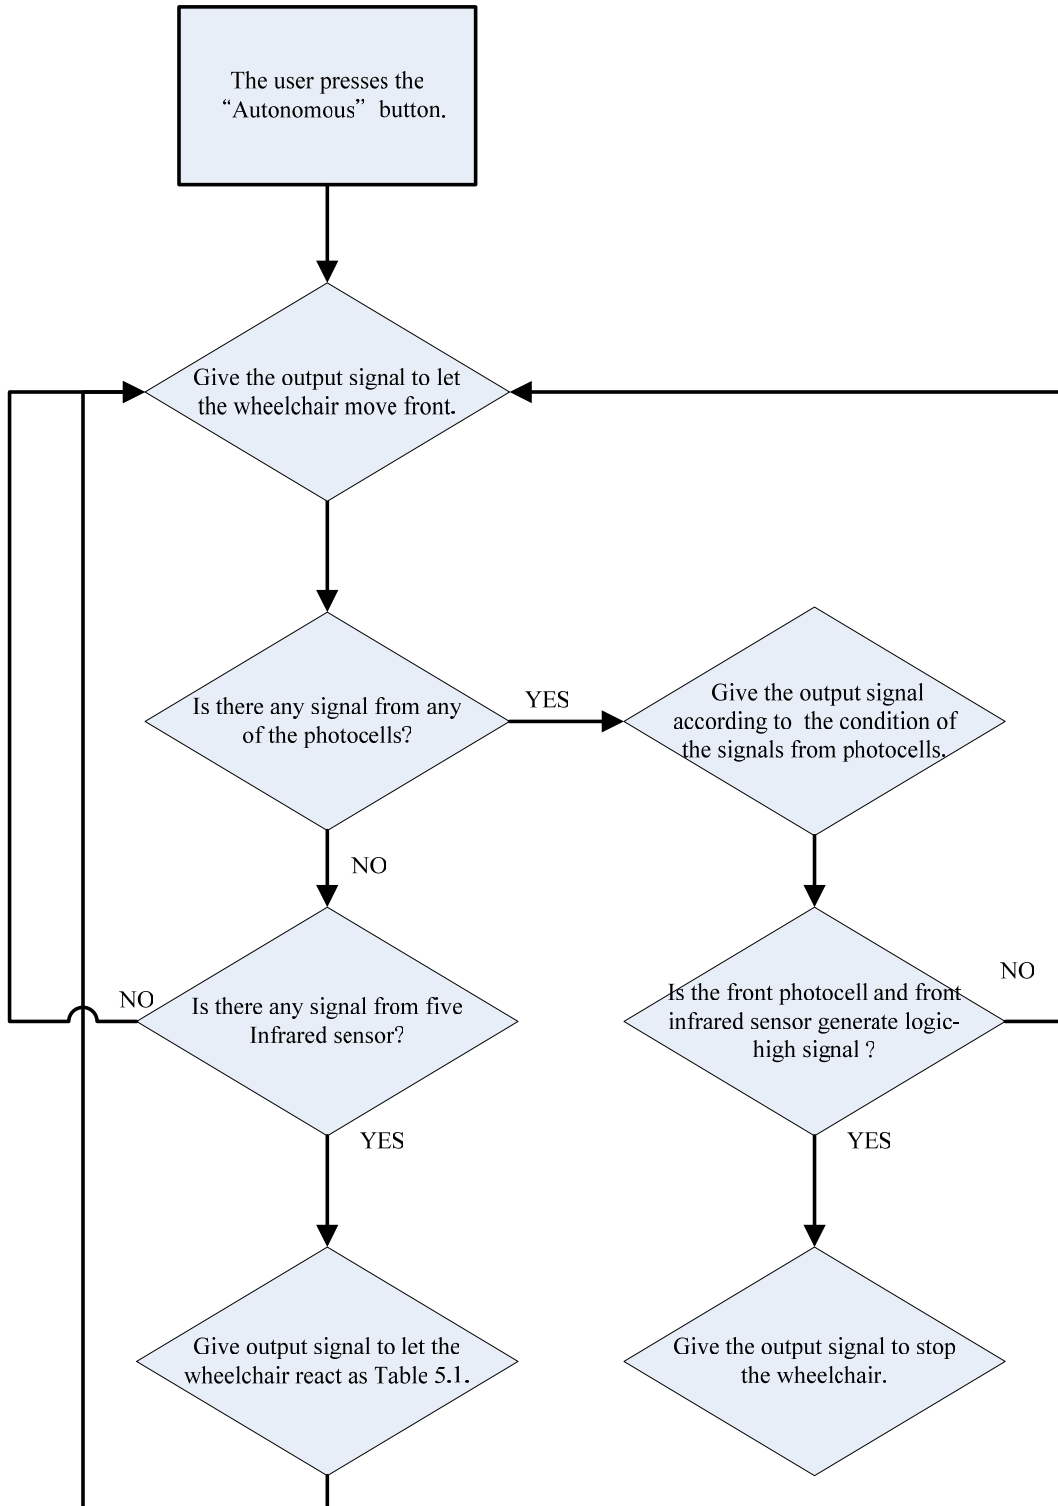 The user presses the
“Autonomous” button.
Give the output signal to let
the wheelchair move front.
Is there any signal from any
of the photocells?
YES
Give the output signal
according to the condition of
the signals from photocells.
NO
NO
Is there any signal from five
Infrared sensor?
Is the front photocell and front
infrared sensor generate logic-
high signal ?
NO
YES
YES
Give output signal to let the
wheelchair react as Table 5.1.
Give the output signal to stop
the wheelchair.